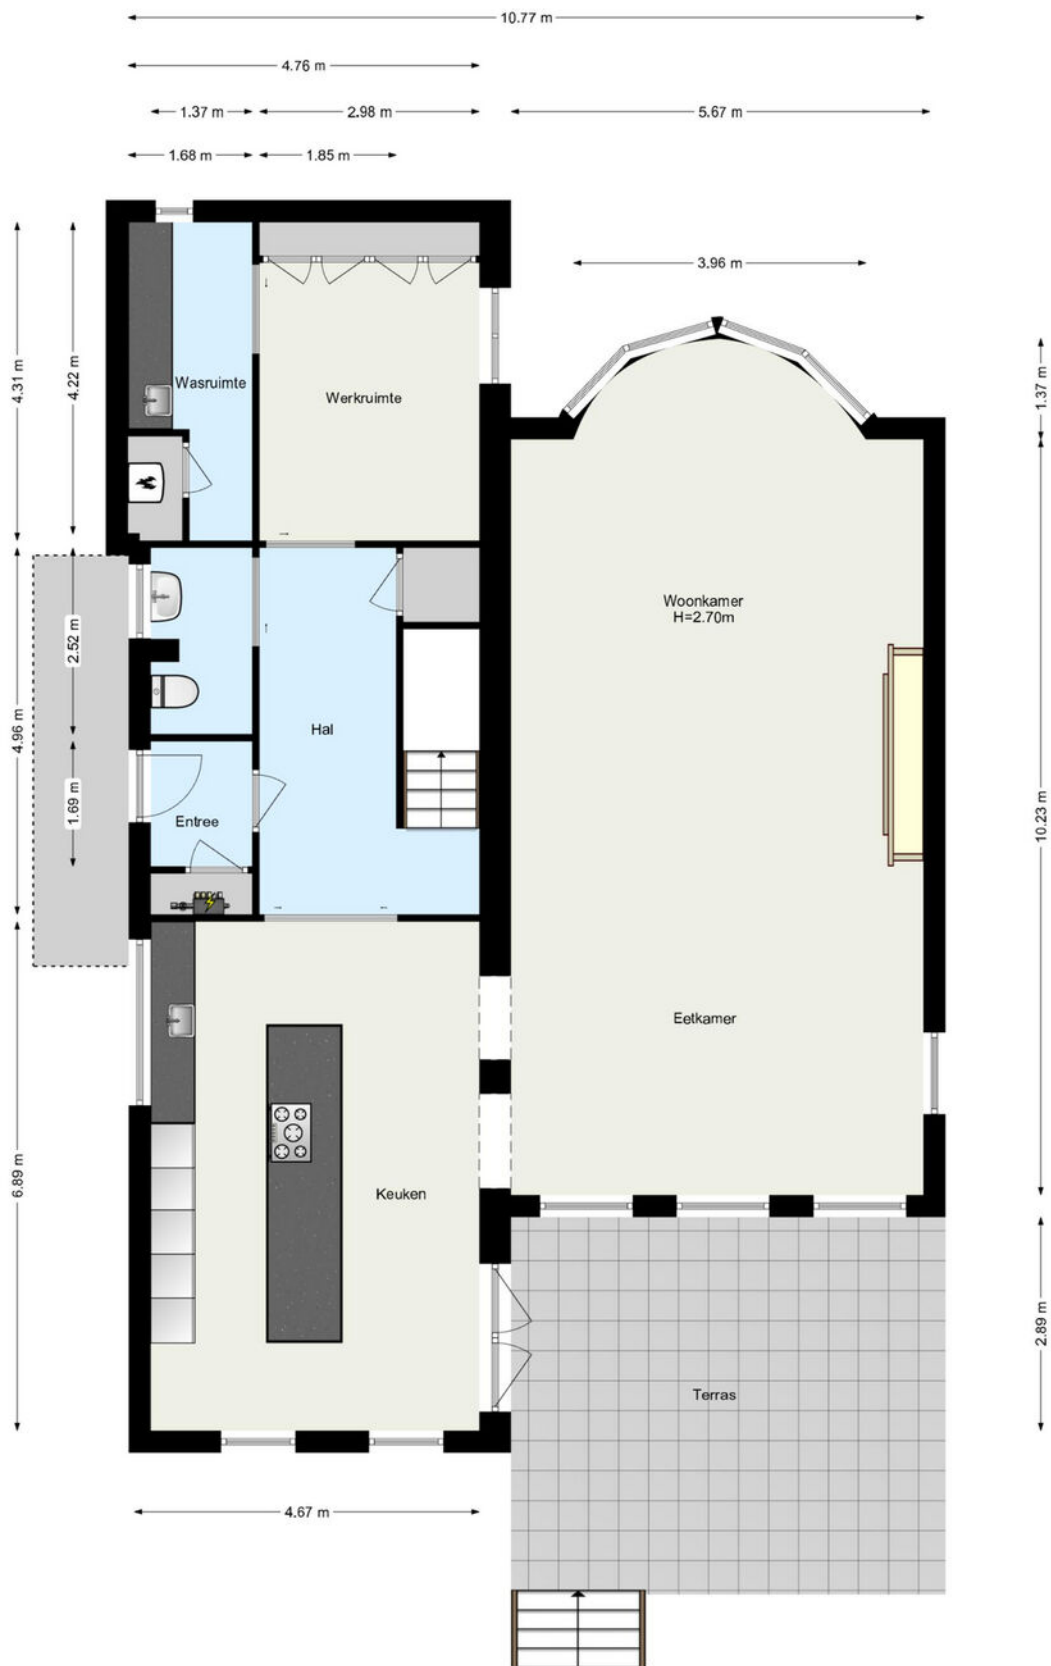 10.77 m
4.76 m
1.37 m
2.98 m
5.67 m
1.68 m
1.85 m
3.96 m
4.31 m
4.22 m
1.37 m
Wasruimte
Werkruimte
Woonkamer
H=2.70m
2.52 m
4.96 m
Hal
1.69 m
Entree
10.23 m
Eetkamer
6.89 m
Keuken
2.89 m
Terras
4.67 m